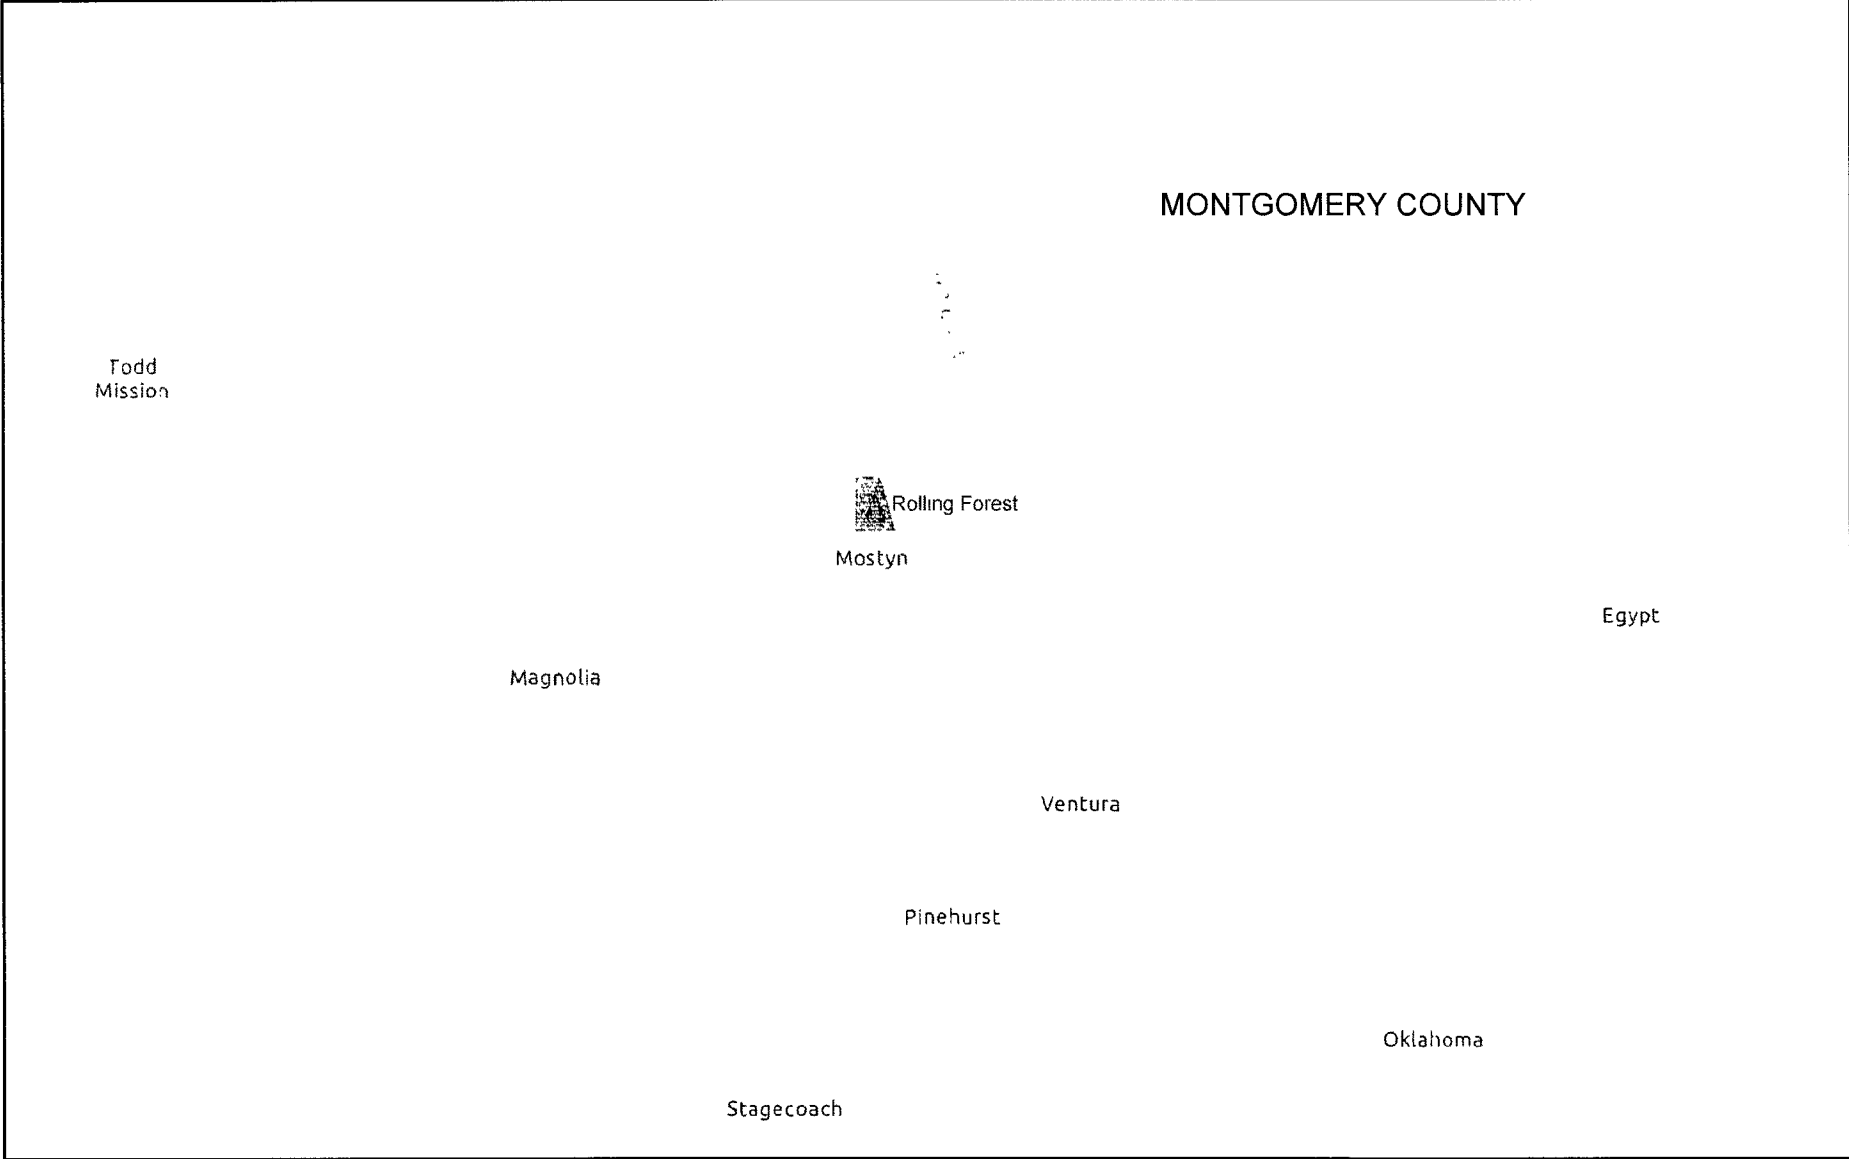 MONTGOMERY COUNTY
Todd
Mission
Rolling Forest
Mostyn
Egypt
Magnolia
Ventura
Pinehurst
Oklahoma
Stagecoach